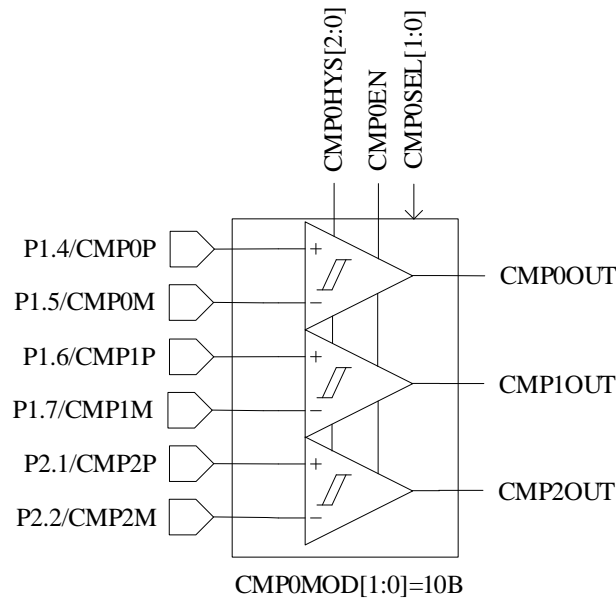 CMP0HYS[2:0]
CMP0EN
CMP0SEL[1:0]
P1.4/CMP0P
+
CMP0OUT
P1.5/CMP0M
−
P1.6/CMP1P
+
CMP1OUT
P1.7/CMP1M
−
P2.1/CMP2P
+
CMP2OUT
P2.2/CMP2M
−
CMP0MOD[1:0]=10B